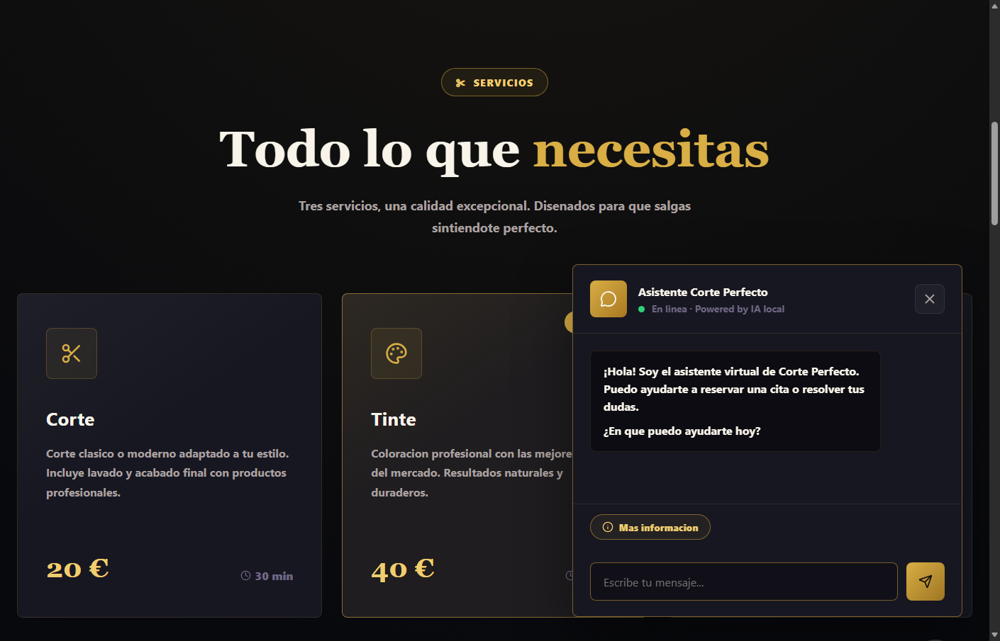 SERVICIOS
Todo lo que necesitas
Tres servicios, una calidad excepcional. Disenados para que salgas
sintiendote perfecto.
Corte
Corte clasico o moderno adaptado a tu estilo.
Incluye lavado y acabado final con productos
profesionales.
20 €
30 min
Tinte
Coloracion profesional con las
del mercado. Resultados naturales y
duraderos.
40 €
Asistente Corte Perfecto
En linea · Powered by IA local
¡Hola! Soy el asistente virtual de Corte Perfecto.
Puedo ayudarte a reservar una cita o resolver tus
dudas.
¿En que puedo ayudarte hoy?
Mas informacion
Escribe tu mensaje...